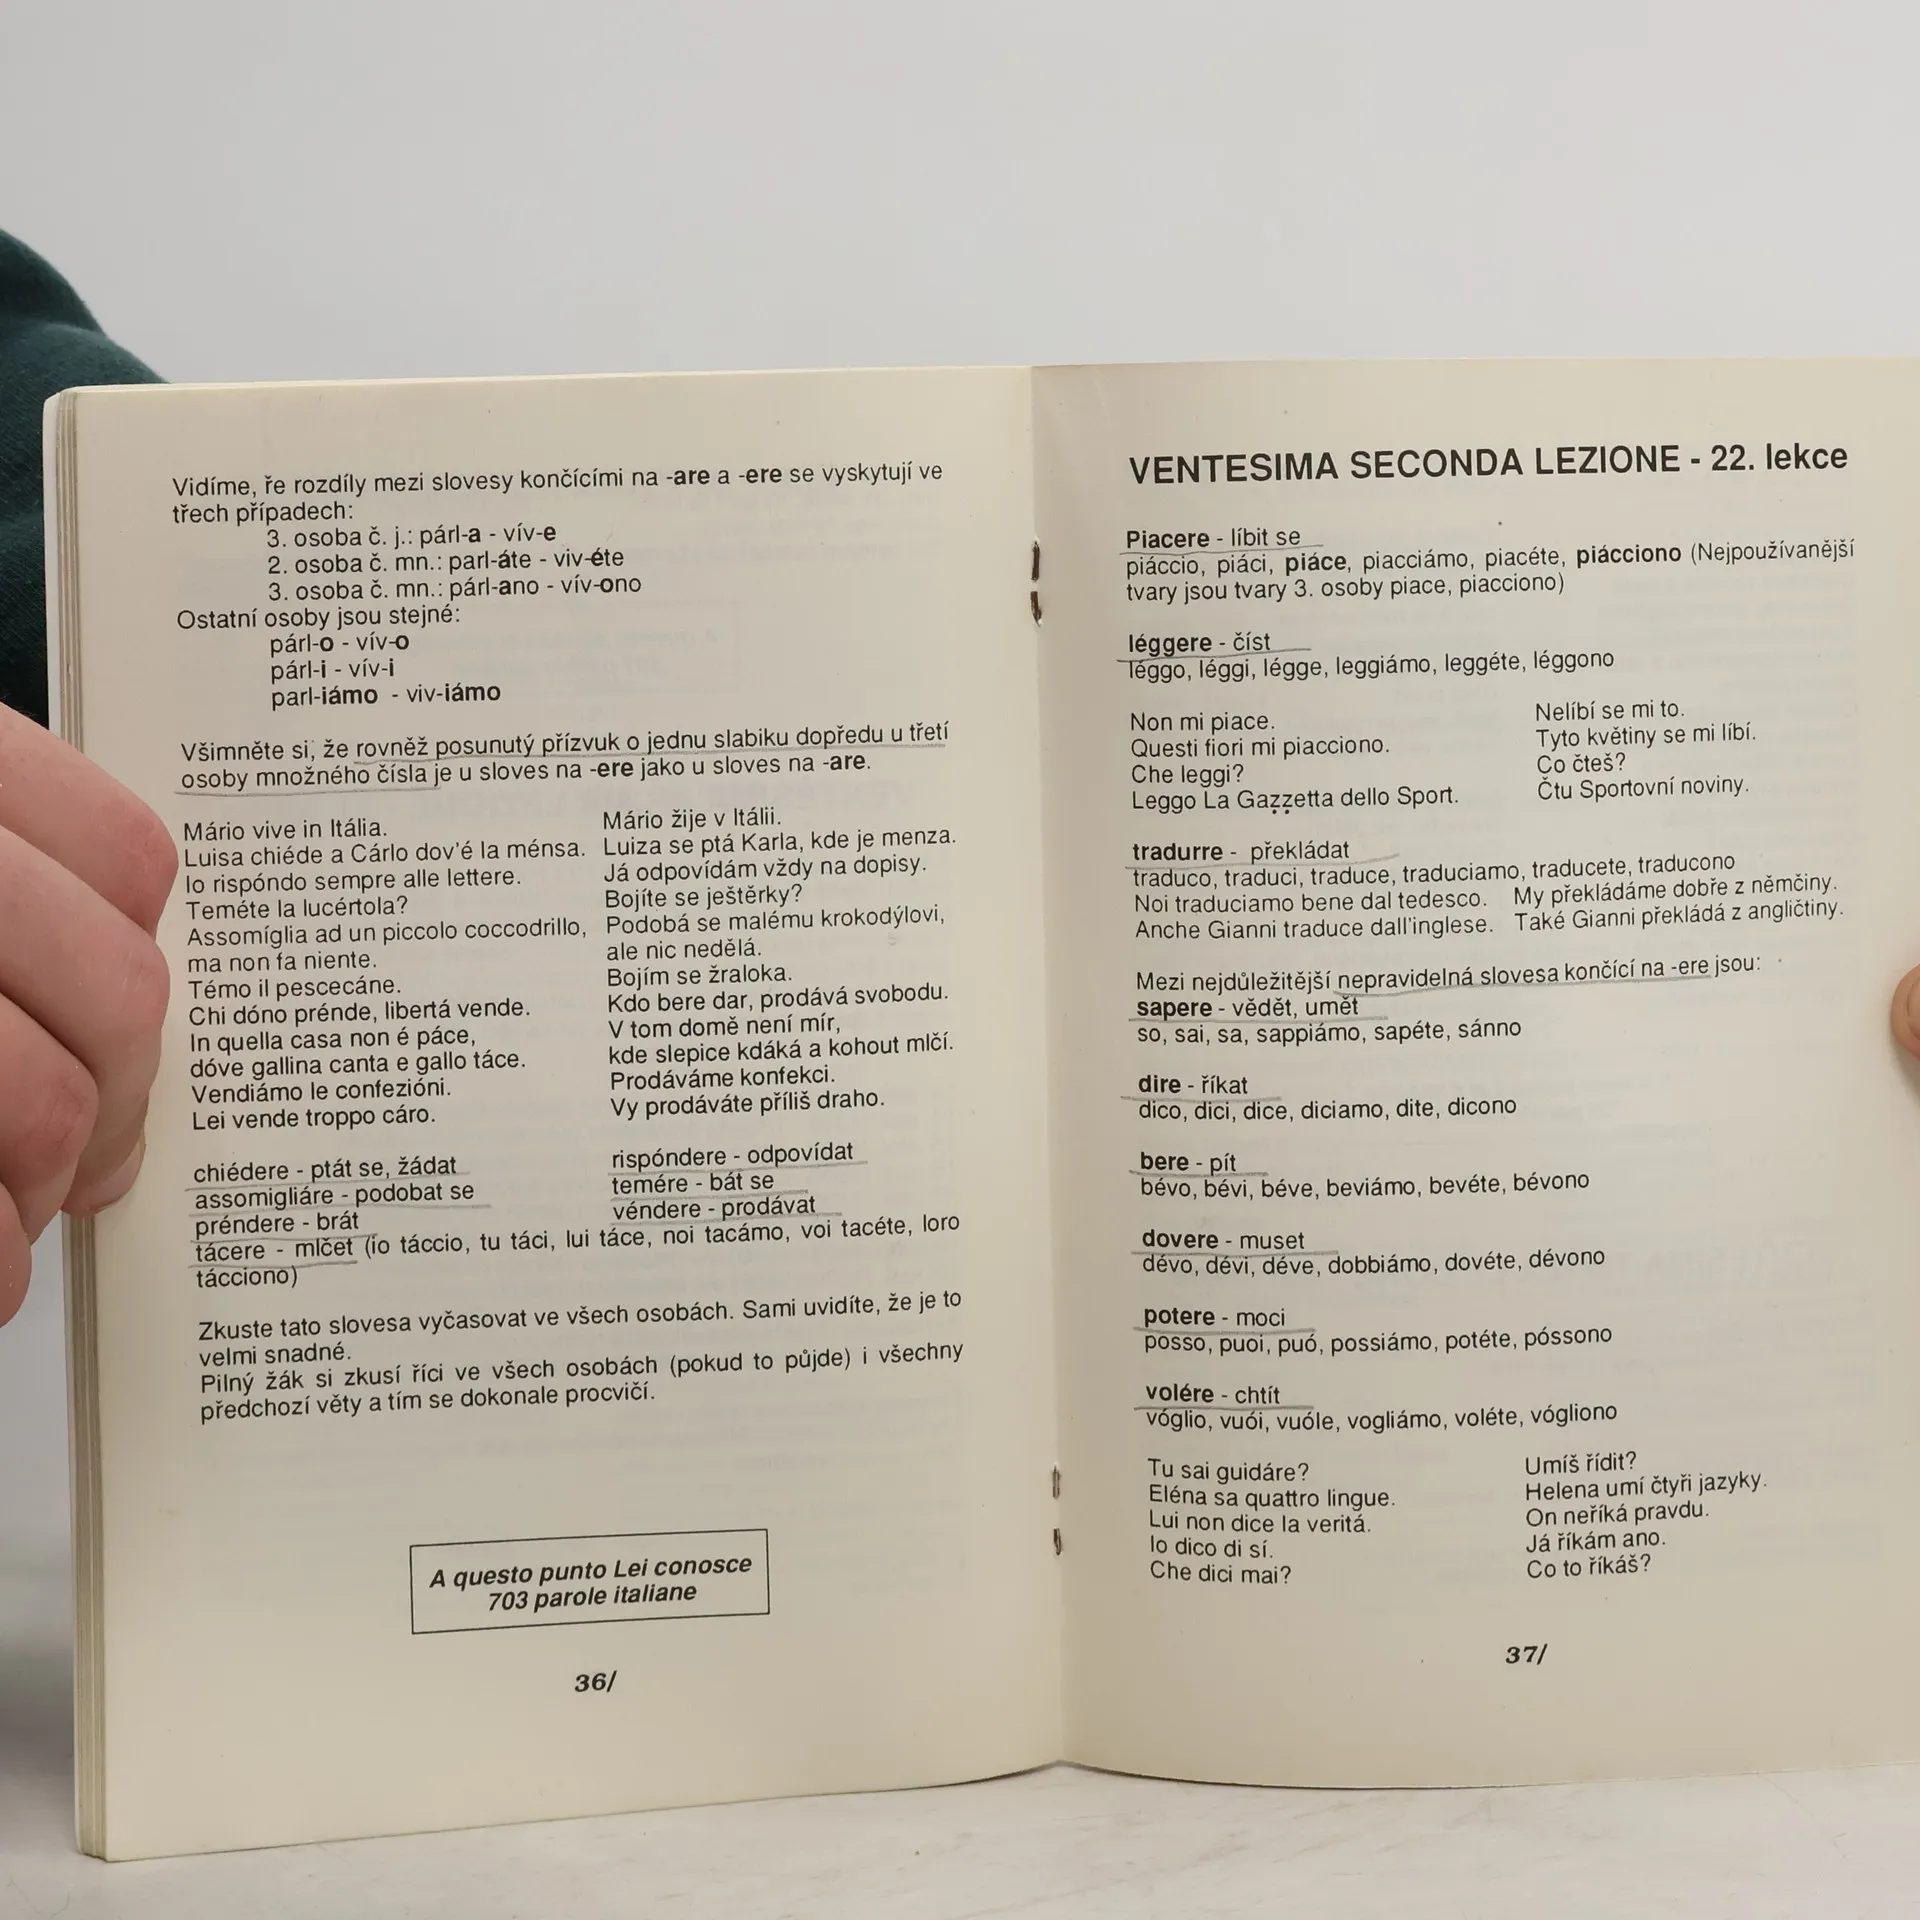 Vidíme, ře rozdíly mezi slovesy končícími na -are a -ere se vyskytují ve
třech případech:
3. osoba č. j.: párl-a - vív-e
2. osoba č. mn.: parl-áte - viv-éte
3. osoba č. mn.: párl-ano - vív-ono
Ostatní osoby jsou stejné:
párl-o - vív-o
párl-i - vív-i
parl-iámo - viv-iámo
Všimněte si, že rovněž posunutý přízvuk o jednu slabiku dopředu u třetí
osoby množného čísla je u sloves na -ere jako u sloves na -are.
Mário vive in Itália.
Luisa chiéde a Cárlo dov'é la ménsa.
Io rispóndo sempre alle lettere.
Teméte la lucértola?
Assomíglia ad un piccolo coccodrillo,
ma non fa niente.
Témo il pescecáne.
Chi dóno prénde, libertá vende.
In quella casa non é páce,
dóve gallina canta e gallo táce.
Vendiámo le confezióni.
Lei vende troppo cáro.
Mário žije v Itálii.
Luiza se ptá Karla, kde je menza.
Já odpovídám vždy na dopisy.
Bojíte se ještěrky?
Podobá se malému krokodýlovi,
ale nic nedělá.
Bojím se žraloka.
Kdo bere dar, prodává svobodu.
V tom domě není mír,
kde slepice kdáká a kohout mlčí.
Prodáváme konfekci.
Vy prodáváte příliš draho.
chiédere - ptát se, žádat
assomigliáre - podobat se
préndere - brát
rispóndere - odpovídat
temére - bát se
véndere - prodávat
tácere - mlčet (io táccio, tu táci, lui táce, noi tacámo, voi tacéte, loro
tácciono)
Zkuste tato slovesa vyčasovat ve všech osobách. Sami uvidíte, že je to
velmi snadné.
Pilný žák si zkusí říci ve všech osobách (pokud to půjde) i všechny
předchozí věty a tím se dokonale procvičí.
A questo punto Lei conosce
703 parole italiane
36/
VENTESIMA SECONDA LEZIONE - 22. lekce
Piacere - líbit se
piáccio, piáci, piáce, piacciámo, piacéte, piácciono (Nejpoužívanější
tvary jsou tvary 3. osoby piace, piacciono)
léggere - číst
léggo, léggi, légge, leggiámo, leggéte, léggono
Non mi piace.
Questi fiori mi piacciono.
Che leggi?
Leggo La Gaz̤z̤etta dello Sport.
Nelíbí se mi to.
Tyto květiny se mi líbí.
Co čteš?
Čtu Sportovní noviny.
tradurre - překládat
traduco, traduci, traduce, traduciamo, traducete, traducono
Noi traduciamo bene dal tedesco. My překládáme dobře z němčiny.
Anche Gianni traduce dall'inglese. Také Gianni překládá z angličtiny.
Mezi nejdůležitější nepravidelná slovesa končící na -ere jsou:
sapere - vědět, umět
so, sai, sa, sappiámo, sapéte, sánno
dire - říkat
dico, dici, dice, diciamo, dite, dicono
bere - pít
bévo, bévi, béve, beviámo, bevéte, bévono
dovere - muset
dévo, dévi, déve, dobbiámo, dovéte, dévono
potere - moci
posso, puoi, puó, possiámo, potéte, póssono
volére - chtít
vóglio, vuói, vuóle, vogliámo, voléte, vógliono
Tu sai guidáre?
Eléna sa quattro lingue.
Lui non dice la veritá.
Io dico di sí.
Che dici mai?
Umíš řídit?
Helena umí čtyři jazyky.
On neříká pravdu.
Já říkám ano.
Co to říkáš?
37/